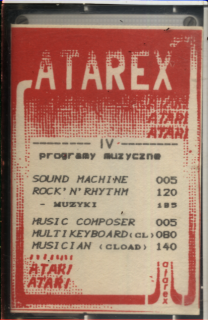 ATAREX
ATARI
ATARI
ATARI
IV
programy muzyczne
SOUND MACHINE 005
ROCK'N'RHYTHM 120
- MUZYKI 185
MUSIC COMPOSER 005
MULTIKEYBOARD(CL) 080
MUSICIAN (CLOAD) 140
ATARI
ATARI
atarex